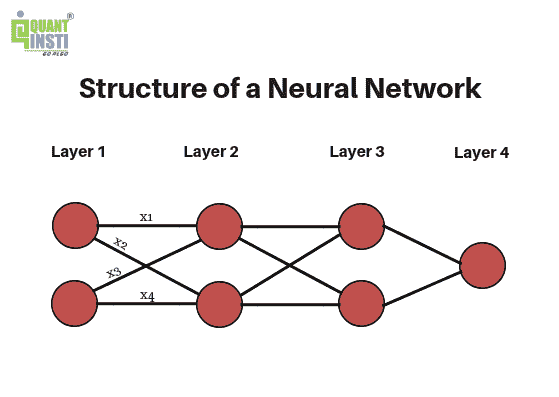 QUANT®
INSTI
GO ALGO
Structure of a Neural Network
Layer 1 Layer 2 Layer 3 Layer 4
x1
x2
x3
x4